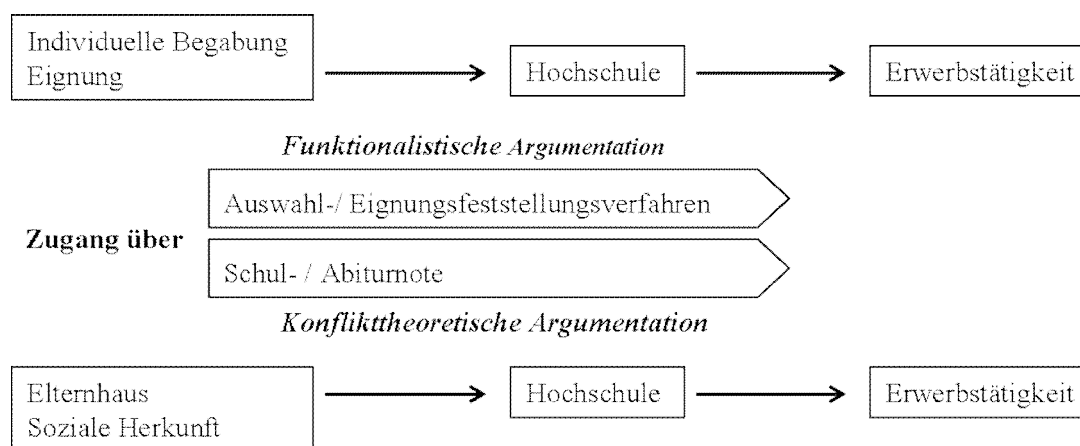 Individuelle Begabung
Eignung
Hochschule
Erwerbstätigkeit
Funktionalistische Argumentation
Auswahl-/ Eignungsfeststellungsverfahren
Zugang über
Schul- / Abiturnote
Konflikttheoretische Argumentation
Elternhaus
Soziale Herkunft
Hochschule
Erwerbstätigkeit